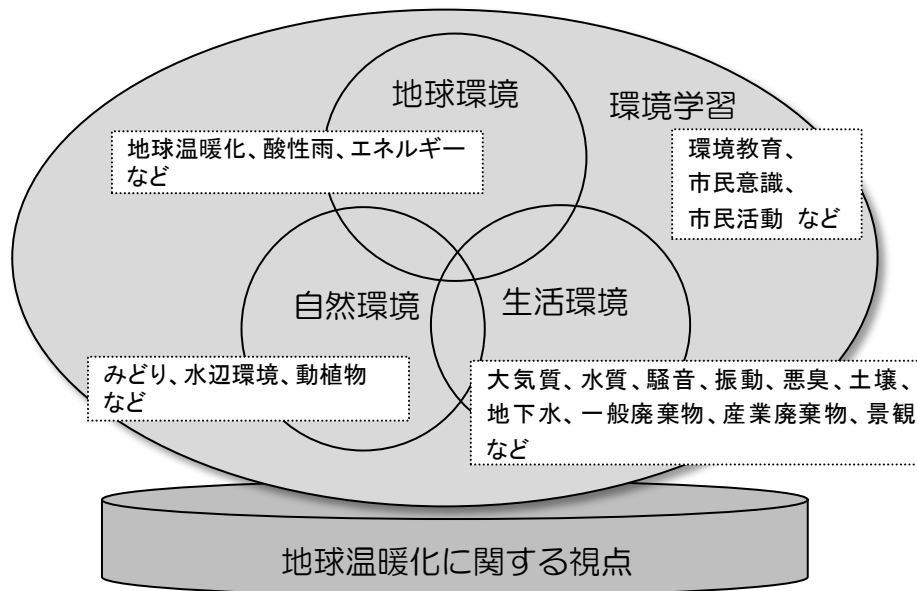 地球環境
環境学習
地球温暖化、酸性雨、エネルギー
など
環境教育、
市民意識、
市民活動 など
自然環境
生活環境
みどり、水辺環境、動植物
など
大気質、水質、騒音、振動、悪臭、土壌、
地下水、一般廃棄物、産業廃棄物、景観
など
地球温暖化に関する視点